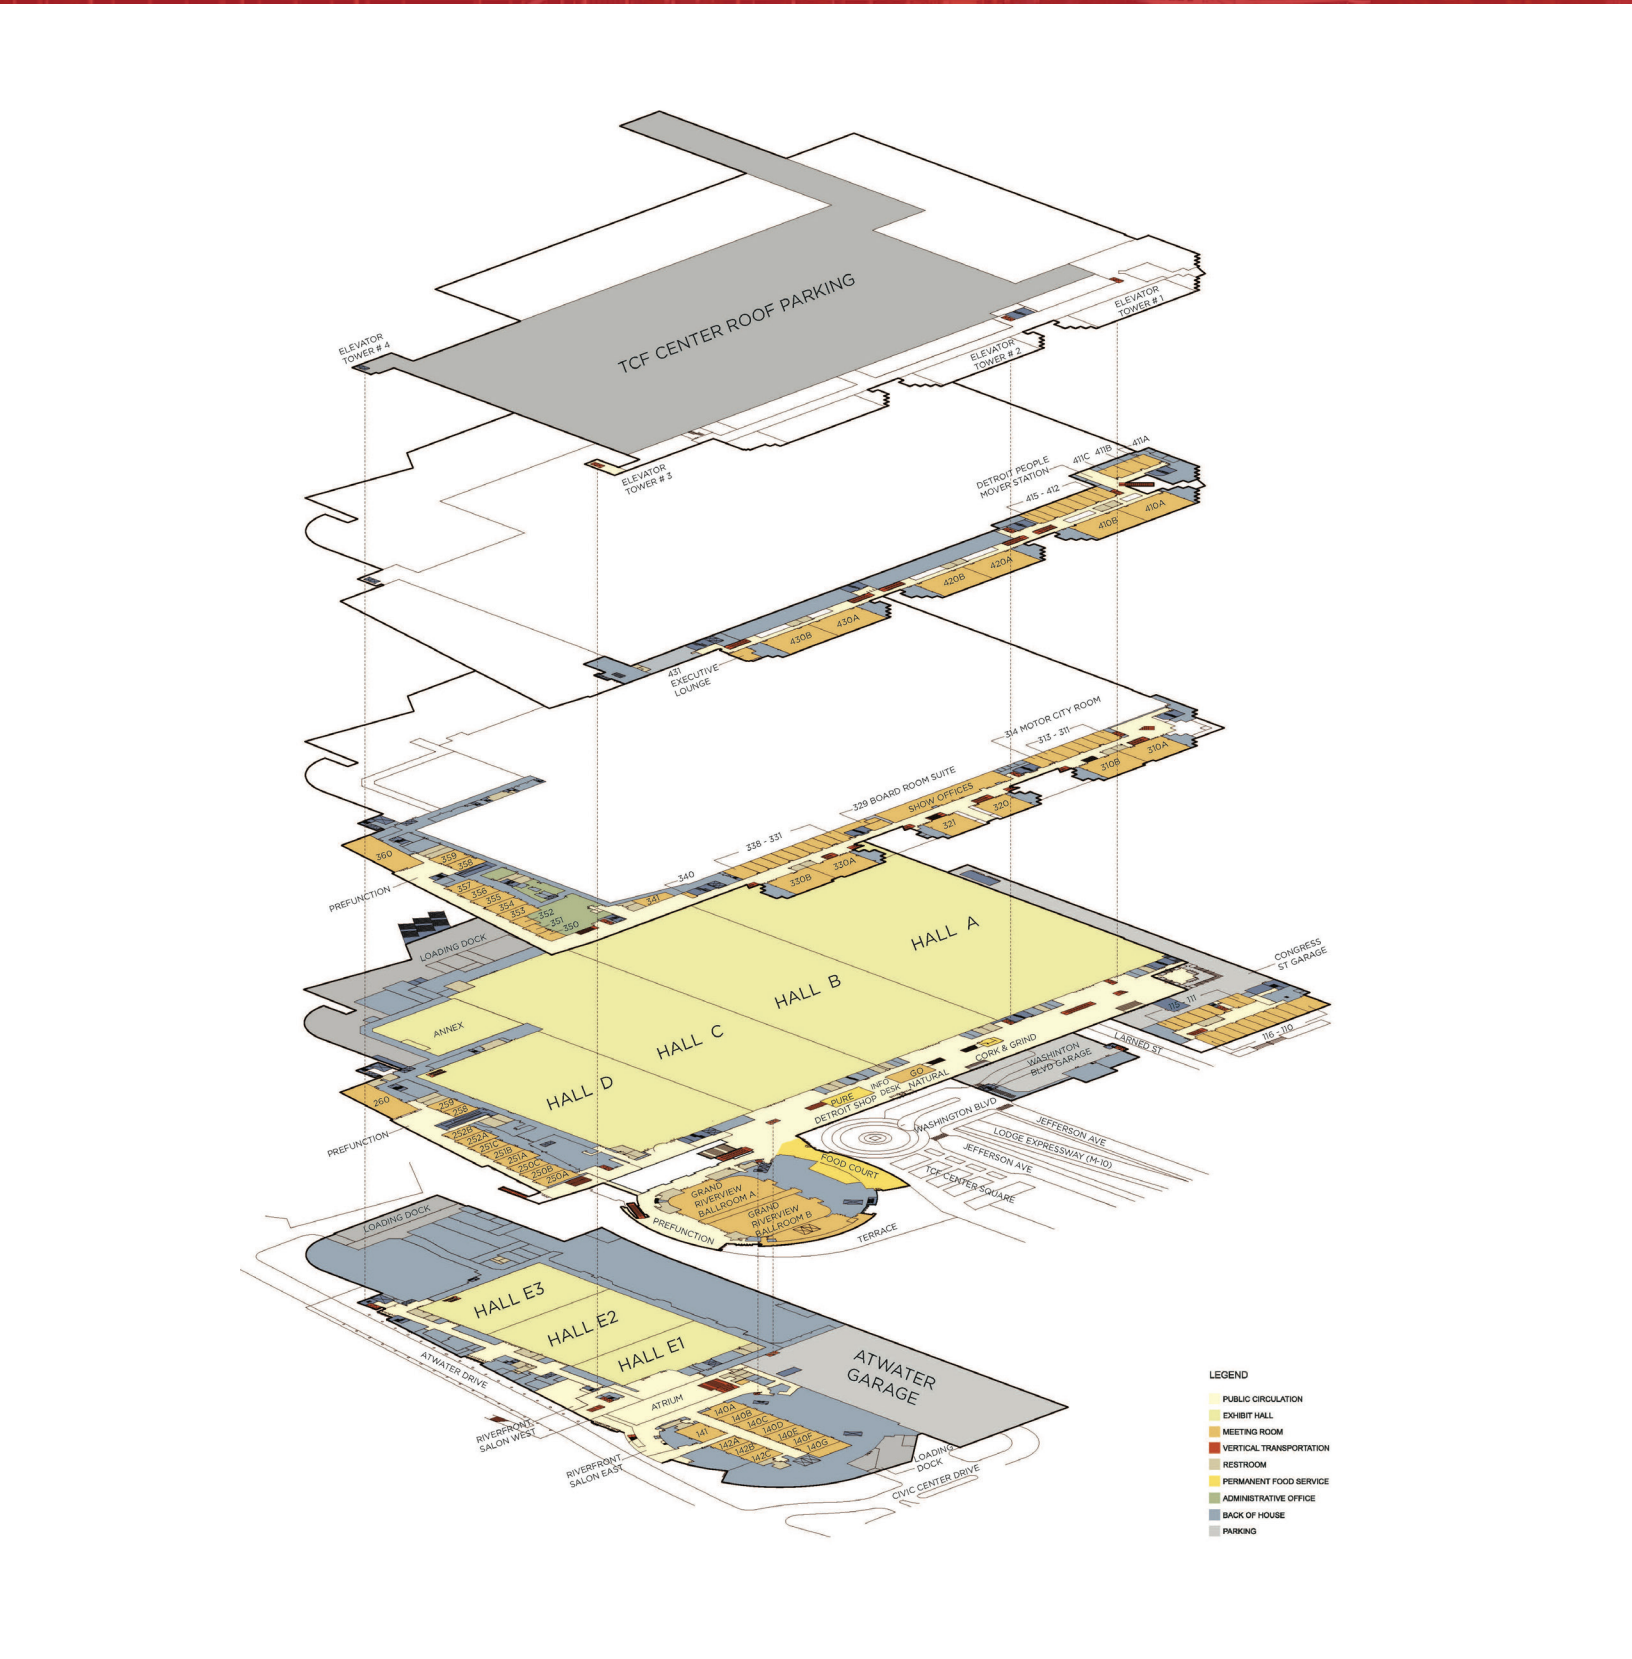 TCF CENTER ROOF PARKING
ELEVATOR
TOWER # 1
ELEVATOR
TOWER # 2
ELEVATOR
TOWER # 4
ELEVATOR
TOWER # 3
411A
411B
411C
DETROIT PEOPLE
MOVER STATION
415 - 412
410A
410B
420A
420B
430A
430B
431
EXECUTIVE
LOUNGE
314 MOTOR CITY ROOM
313 - 311
310A
310B
329 BOARD ROOM SUITE
SHOW OFFICES
320
321
338 - 331
330A
330B
340
341
360
359
358
357
356
355
354
353
352
351
350
PREFUNCTION
LOADING DOCK
HALL A
HALL B
HALL C
HALL D
ANNEX
CONGRESS
ST GARAGE
115 - 111
116 - 110
LARNED ST
WASHINTON
BLVD GARAGE
CORK & GRIND
GO
NATURAL
INFO
DESK
PURE
DETROIT SHOP
260
259
258
252B
252A
251C
251B
251A
250C
250B
250A
PREFUNCTION
WASHINGTON BLVD
JEFFERSON AVE
LODGE EXPRESSWAY (M-10)
JEFFERSON AVE
TCF CENTER SQUARE
FOOD COURT
GRAND
RIVERVIEW
BALLROOM A
GRAND
RIVERVIEW
BALLROOM B
PREFUNCTION
TERRACE
LOADING DOCK
HALL E3
HALL E2
HALL E1
ATWATER
GARAGE
ATWATER DRIVE
ATRIUM
140A
140B
140C
140D
140E
140F
140G
141
142A
142B
142C
RIVERFRONT
SALON WEST
RIVERFRONT
SALON EAST
LOADING
DOCK
CIVIC CENTER DRIVE
LEGEND
PUBLIC CIRCULATION
EXHIBIT HALL
MEETING ROOM
VERTICAL TRANSPORTATION
RESTROOM
PERMANENT FOOD SERVICE
ADMINISTRATIVE OFFICE
BACK OF HOUSE
PARKING